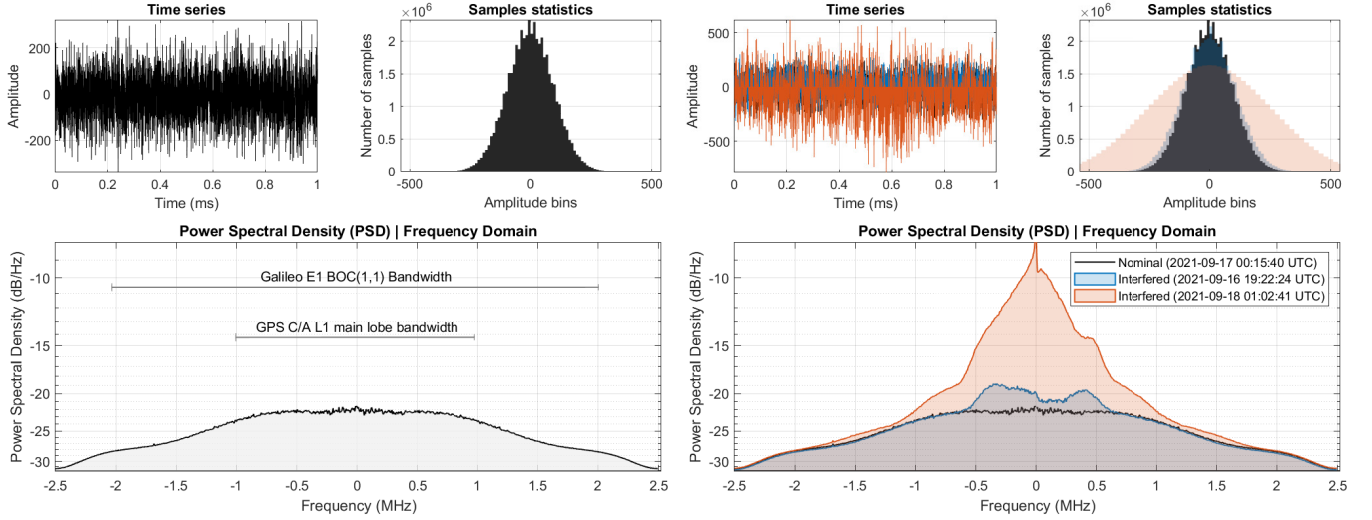 Time series
Amplitude
200
0
-200
0 0.2 0.4 0.6 0.8 1
Time (ms)
×10⁶
Samples statistics
Number of samples
2
1.5
1
0.5
0
-500 0 500
Amplitude bins
Time series
Amplitude
500
0
-500
0 0.2 0.4 0.6 0.8 1
Time (ms)
×10⁶
Samples statistics
Number of samples
2
1.5
1
0.5
0
-500 0 500
Amplitude bins
Power Spectral Density (PSD) | Frequency Domain
Power Spectral Density (dB/Hz)
Galileo E1 BOC(1,1) Bandwidth
GPS C/A L1 main lobe bandwidth
-10
-15
-20
-25
-30
-2.5 -2 -1.5 -1 -0.5 0 0.5 1 1.5 2 2.5
Frequency (MHz)
Power Spectral Density (PSD) | Frequency Domain
Power Spectral Density (dB/Hz)
Nominal (2021-09-17 00:15:40 UTC)
Interfered (2021-09-16 19:22:24 UTC)
Interfered (2021-09-18 01:02:41 UTC)
-10
-15
-20
-25
-30
-2.5 -2 -1.5 -1 -0.5 0 0.5 1 1.5 2 2.5
Frequency (MHz)